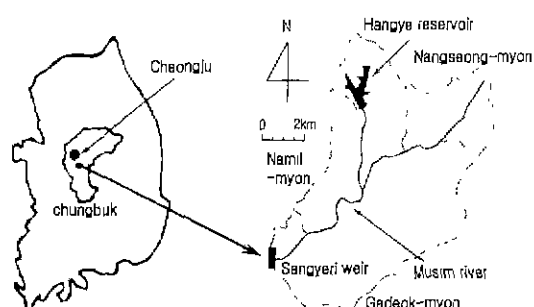 Cheongju
chungbuk
N
0 2km
Hangye reservoir
Nangseong-myon
Namil
-myon
Sangyeri weir
Musim river
Gadeok-myon